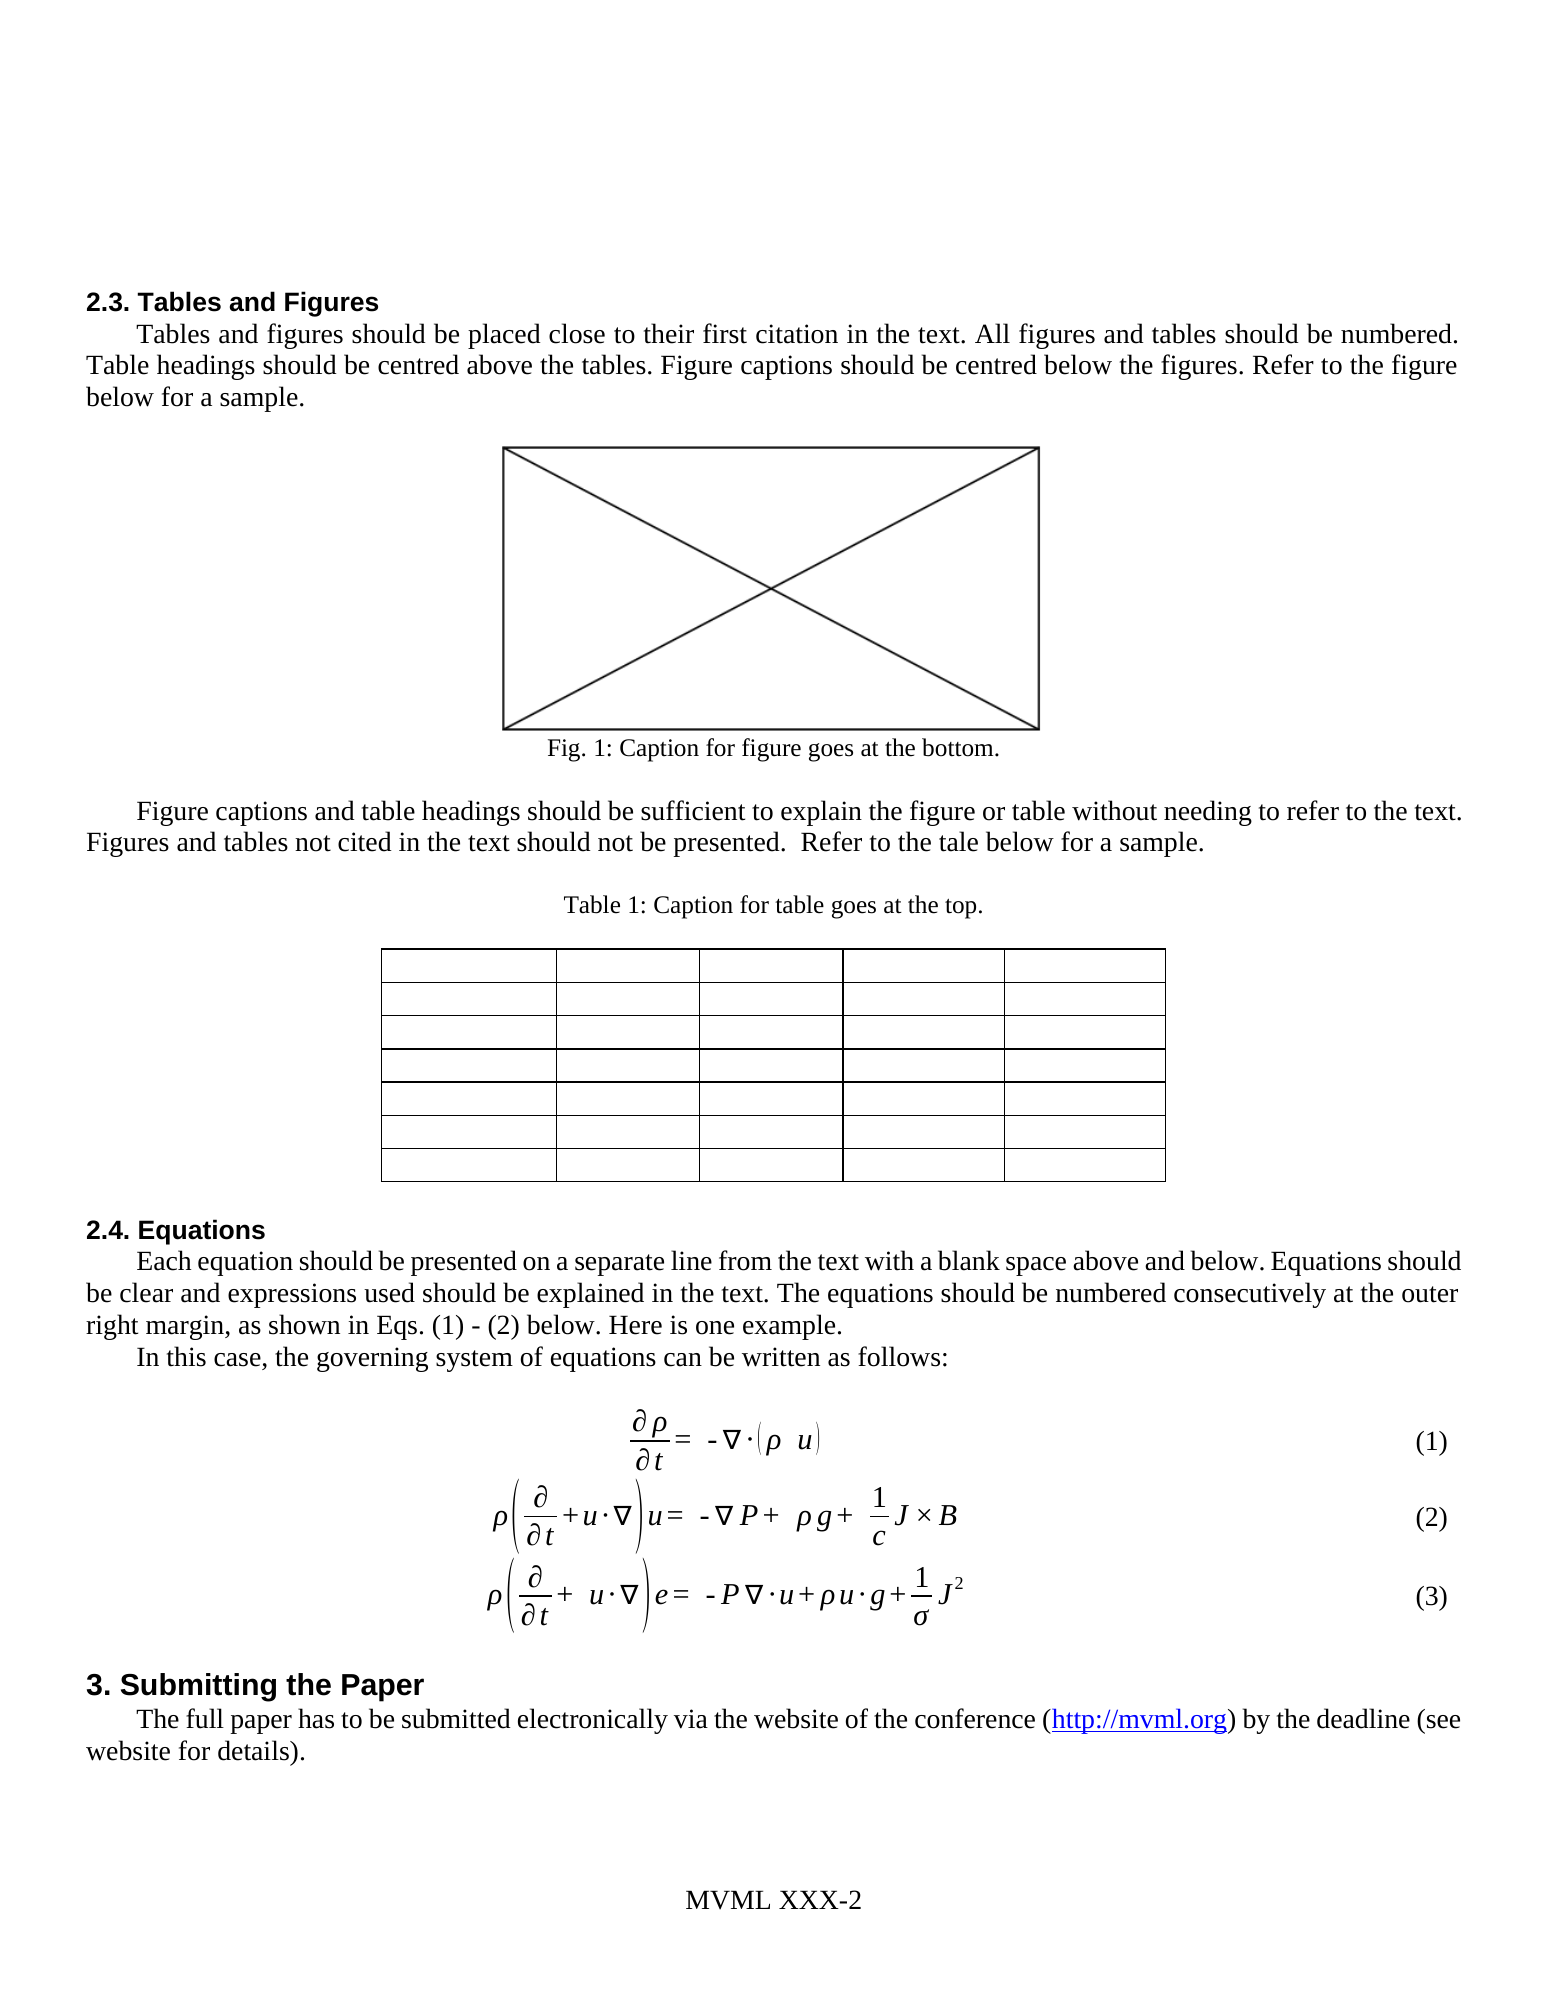 2.3. Tables and Figures
Tables and figures should be placed close to their first citation in the text. All figures and tables should be numbered.
Table headings should be centred above the tables. Figure captions should be centred below the figures. Refer to the figure
below for a sample.
Fig. 1: Caption for figure goes at the bottom.
Figure captions and table headings should be sufficient to explain the figure or table without needing to refer to the text.
Figures and tables not cited in the text should not be presented.  Refer to the tale below for a sample.
Table 1: Caption for table goes at the top.
2.4. Equations
Each equation should be presented on a separate line from the text with a blank space above and below. Equations should
be clear and expressions used should be explained in the text. The equations should be numbered consecutively at the outer
right margin, as shown in Eqs. (1) - (2) below. Here is one example.
In this case, the governing system of equations can be written as follows:
∂ρ/∂t = -∇·(ρ u) (1)
ρ(∂/∂t + u·∇)u = -∇P + ρg + 1/c J × B (2)
ρ(∂/∂t + u·∇)e = -P∇·u + ρu·g + 1/σ J² (3)
3. Submitting the Paper
The full paper has to be submitted electronically via the website of the conference (http://mvml.org) by the deadline (see
website for details).
MVML XXX-2